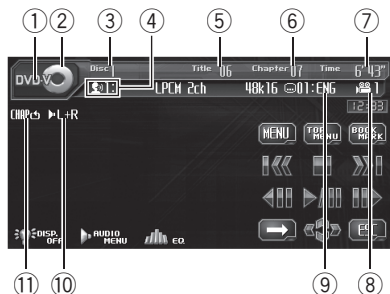 ① ② ③ ④ ⑤ ⑥ ⑦
Disc 1 Title 06 Chapter 07 Time 6'43"
DVD-V 1: LPCM 2ch 48k16 01:ENG 1
12:33
CHAP L+R
MENU TOP MENU BOOK MARK
DISP. OFF AUDIO MENU EQ. ESC
⑪ ⑩ ⑨ ⑧